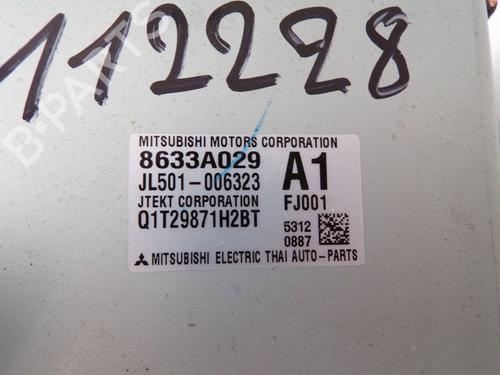 112228
B-PARTS
MITSUBISHI MOTORS CORPORATION
8633A029 A1
JL501-006323
JTEKT CORPORATION FJ001
Q1T29871H2BT 5312
0887
MITSUBISHI ELECTRIC THAI AUTO-PARTS